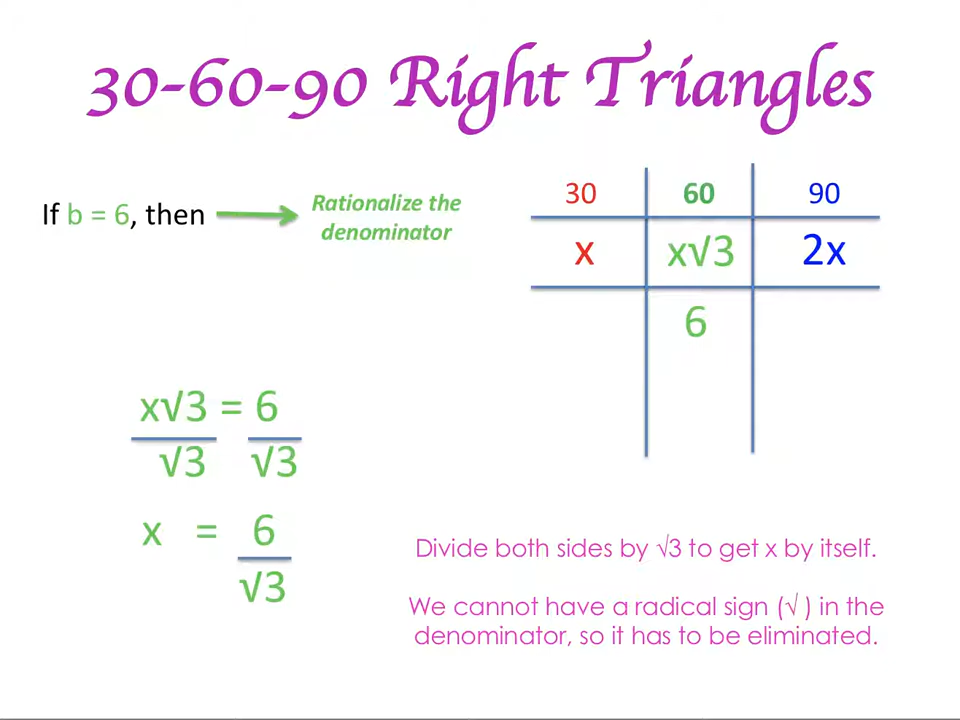 30-60-90 Right Triangles
If b = 6, then
Rationalize the
denominator
30 60 90
x x√3 2x
6
x√3 = 6
√3 √3
x = 6
√3
Divide both sides by √3 to get x by itself.
We cannot have a radical sign (√ ) in the
denominator, so it has to be eliminated.